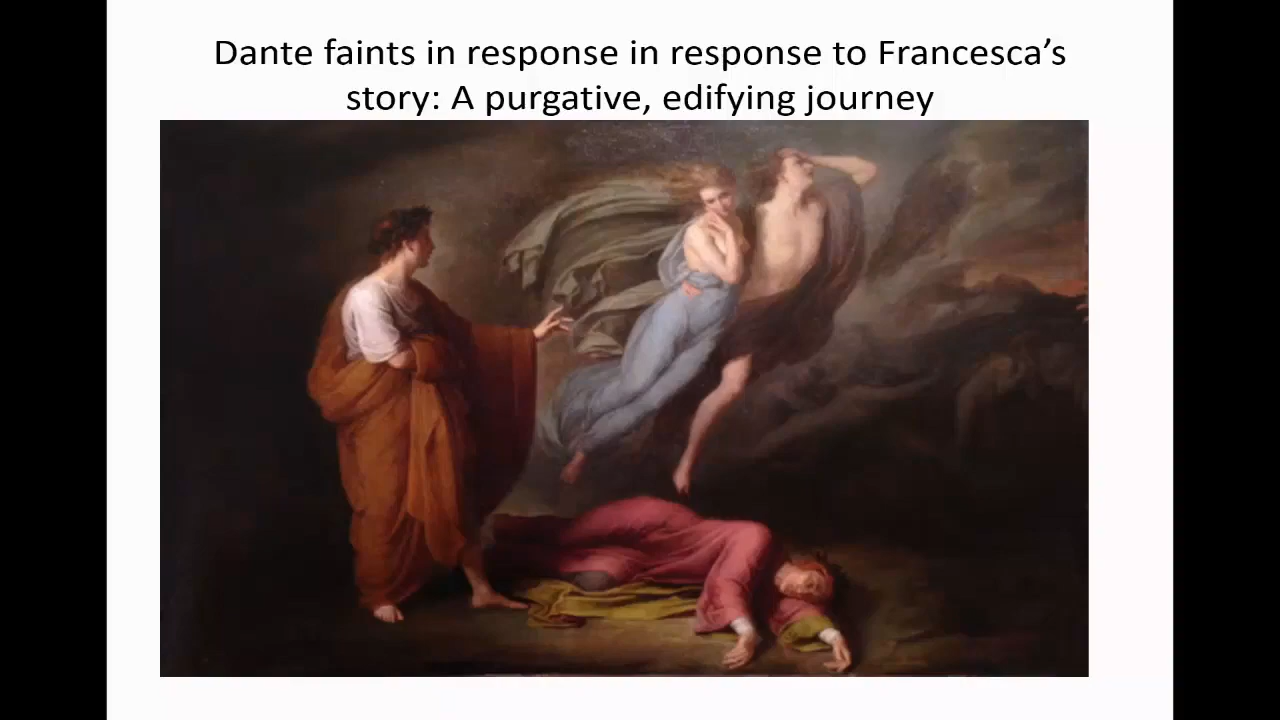 Dante faints in response in response to Francesca’s
story: A purgative, edifying journey